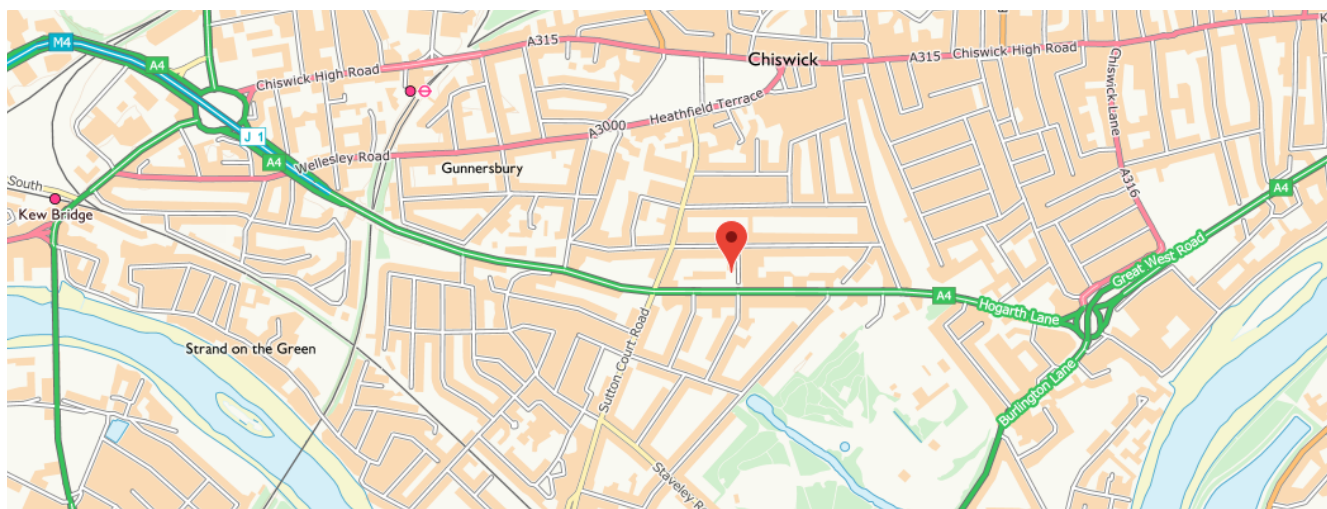 M4
A4
A315
Chiswick High Road
Chiswick
A315
Chiswick High Road
K
Chiswick Lane
A316
J 1
A4
Wellesley Road
A3000
Heathfield Terrace
Gunnersbury
South
Kew Bridge
A4
Great West Road
A4
Hogarth Lane
Strand on the Green
Sutton Court Road
Burlington Lane
Staveley R